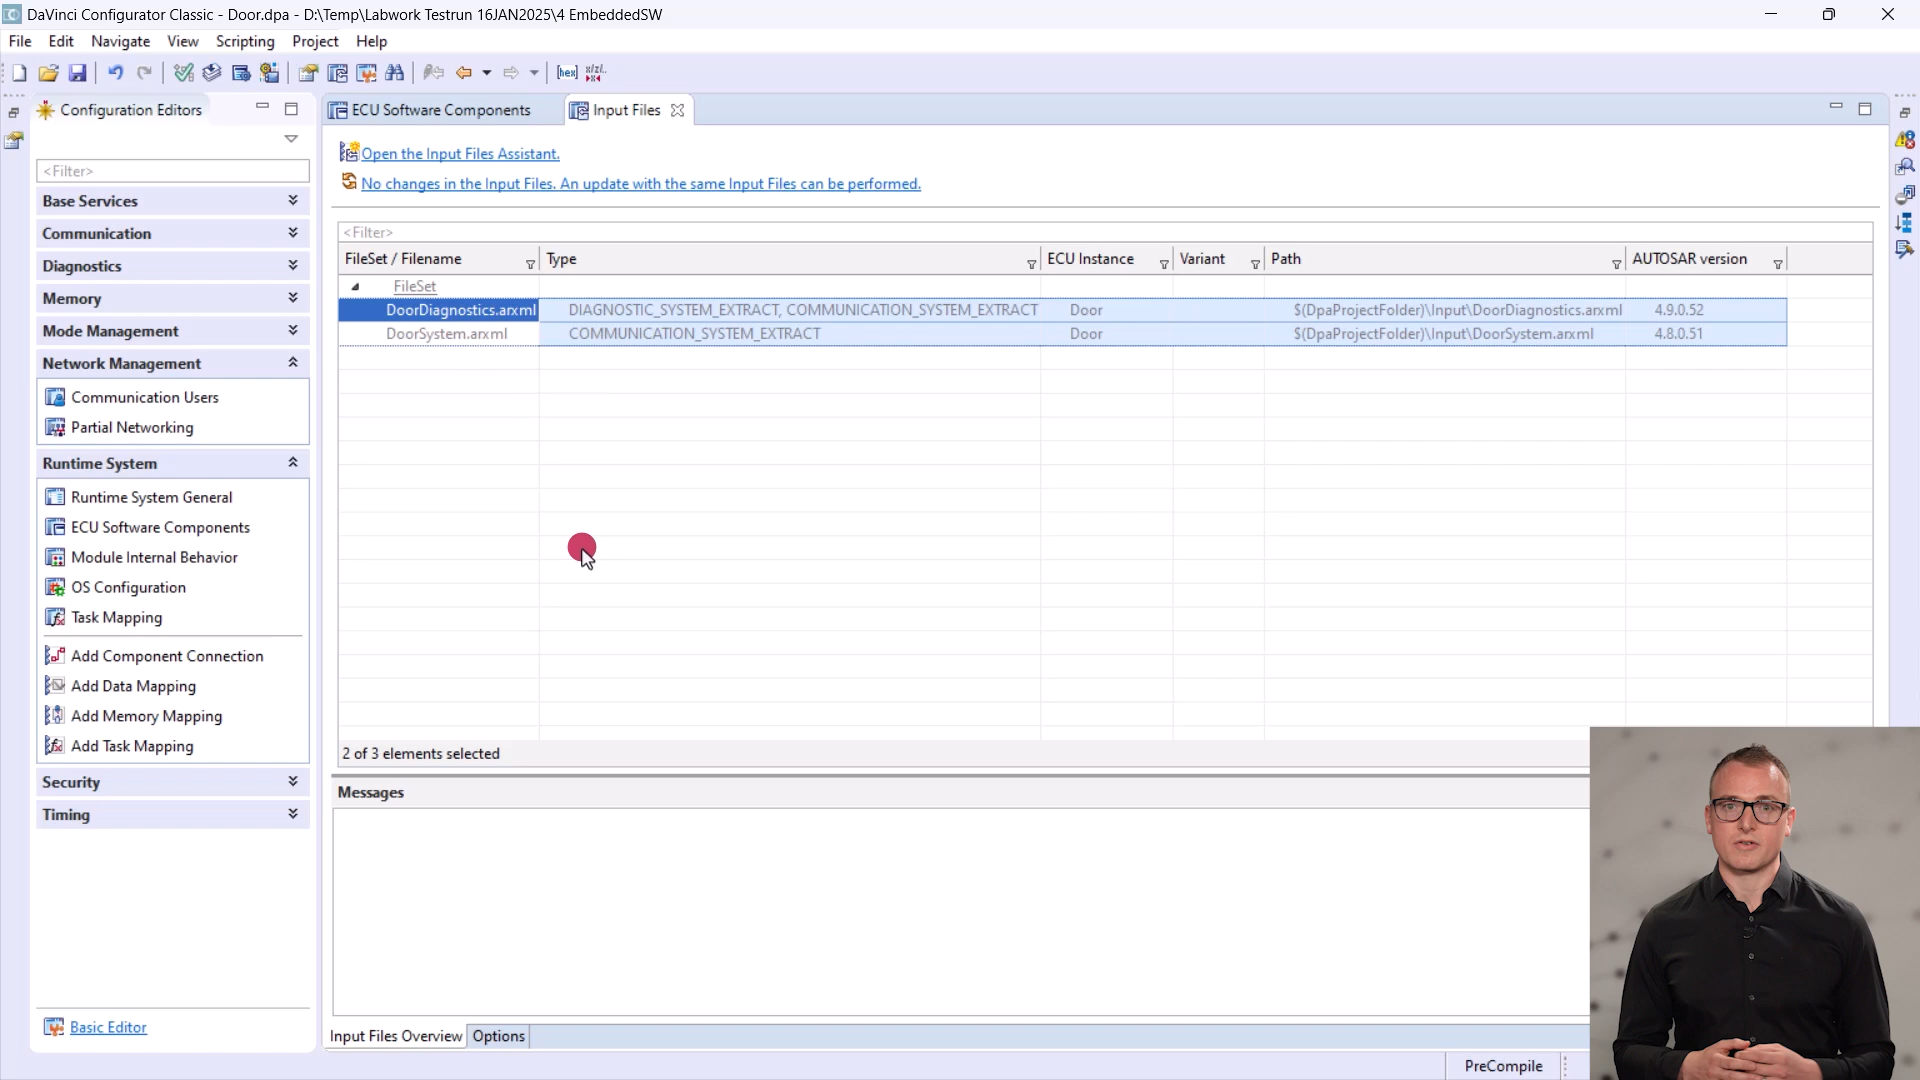 DaVinci Configurator Classic - Door.dpa - D:\Temp\Labwork Testrun 16JAN2025\4 EmbeddedSW
File Edit Navigate View Scripting Project Help
[hex]
Configuration Editors
ECU Software Components
Input Files
<Filter>
Base Services
Communication
Diagnostics
Memory
Mode Management
Network Management
Communication Users
Partial Networking
Runtime System
Runtime System General
ECU Software Components
Module Internal Behavior
OS Configuration
Task Mapping
Add Component Connection
Add Data Mapping
Add Memory Mapping
Add Task Mapping
Security
Timing
Basic Editor
Open the Input Files Assistant.
No changes in the Input Files. An update with the same Input Files can be performed.
<Filter>
FileSet / Filename Type ECU Instance Variant Path AUTOSAR version
FileSet
DoorDiagnostics.arxml DIAGNOSTIC_SYSTEM_EXTRACT, COMMUNICATION_SYSTEM_EXTRACT Door $(DpaProjectFolder)\Input\DoorDiagnostics.arxml 4.9.0.52
DoorSystem.arxml COMMUNICATION_SYSTEM_EXTRACT Door $(DpaProjectFolder)\Input\DoorSystem.arxml 4.8.0.51
2 of 3 elements selected
Messages
Input Files Overview Options
PreCompile